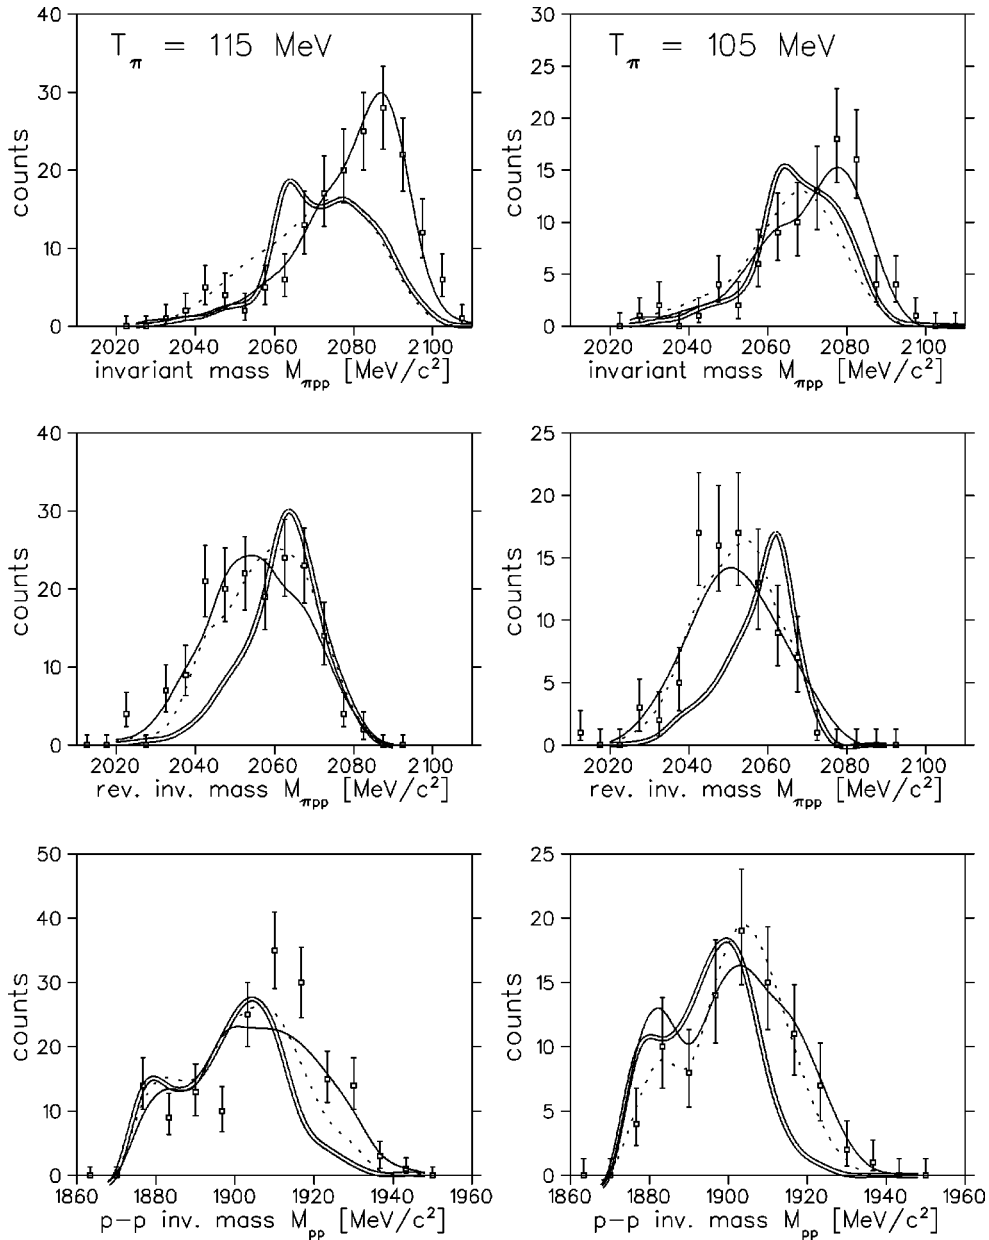 T_π = 115 MeV
40
30
20
10
0
counts
2020 2040 2060 2080 2100
invariant mass M_πpp [MeV/c²]
T_π = 105 MeV
30
25
20
15
10
5
0
counts
2020 2040 2060 2080 2100
invariant mass M_πpp [MeV/c²]
40
30
20
10
0
counts
2020 2040 2060 2080 2100
rev. inv. mass M_πpp [MeV/c²]
25
20
15
10
5
0
counts
2020 2040 2060 2080 2100
rev. inv. mass M_πpp [MeV/c²]
50
40
30
20
10
0
counts
1860 1880 1900 1920 1940 1960
p-p inv. mass M_pp [MeV/c²]
25
20
15
10
5
0
counts
1860 1880 1900 1920 1940 1960
p-p inv. mass M_pp [MeV/c²]